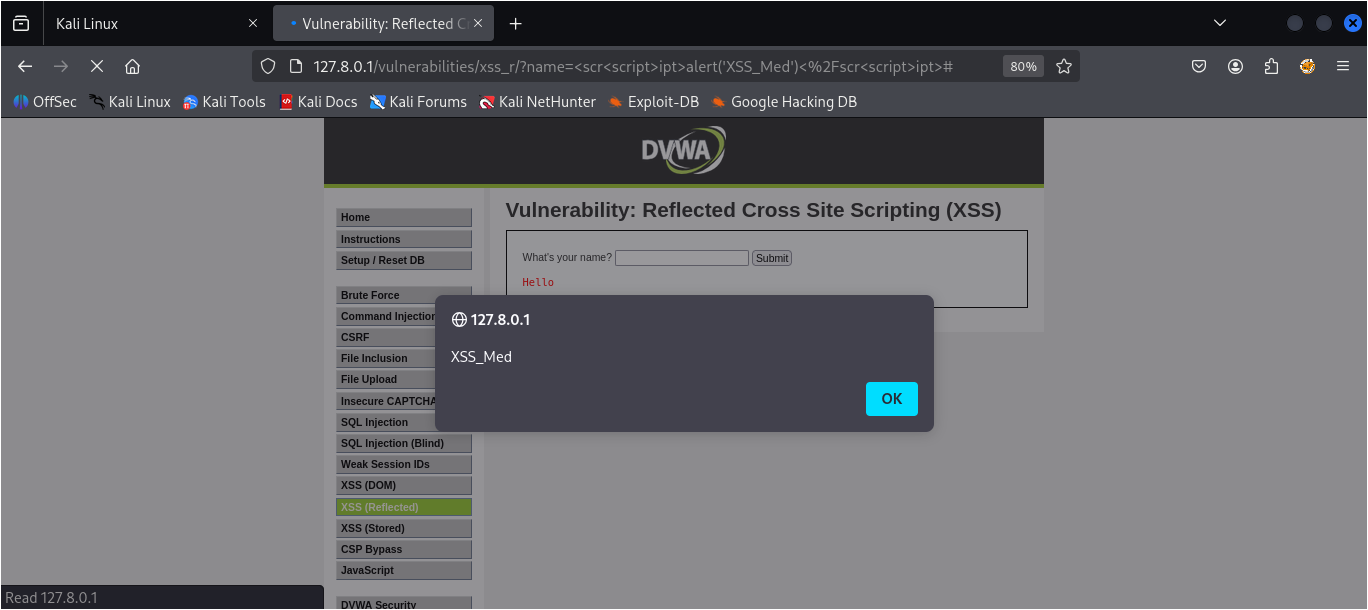 Kali Linux
Vulnerability: Reflected C
127.8.0.1/vulnerabilities/xss_r/?name=<scr<script>ipt>alert('XSS_Med')<%2Fscr<script>ipt>#
80%
OffSec Kali Linux Kali Tools Kali Docs Kali Forums Kali NetHunter Exploit-DB Google Hacking DB
DVWA
Home
Instructions
Setup / Reset DB
Brute Force
Command Injection
CSRF
File Inclusion
File Upload
Insecure CAPTCHA
SQL Injection
SQL Injection (Blind)
Weak Session IDs
XSS (DOM)
XSS (Reflected)
XSS (Stored)
CSP Bypass
JavaScript
DVWA Security
Vulnerability: Reflected Cross Site Scripting (XSS)
What's your name? Submit
Hello
127.8.0.1
XSS_Med
OK
Read 127.8.0.1